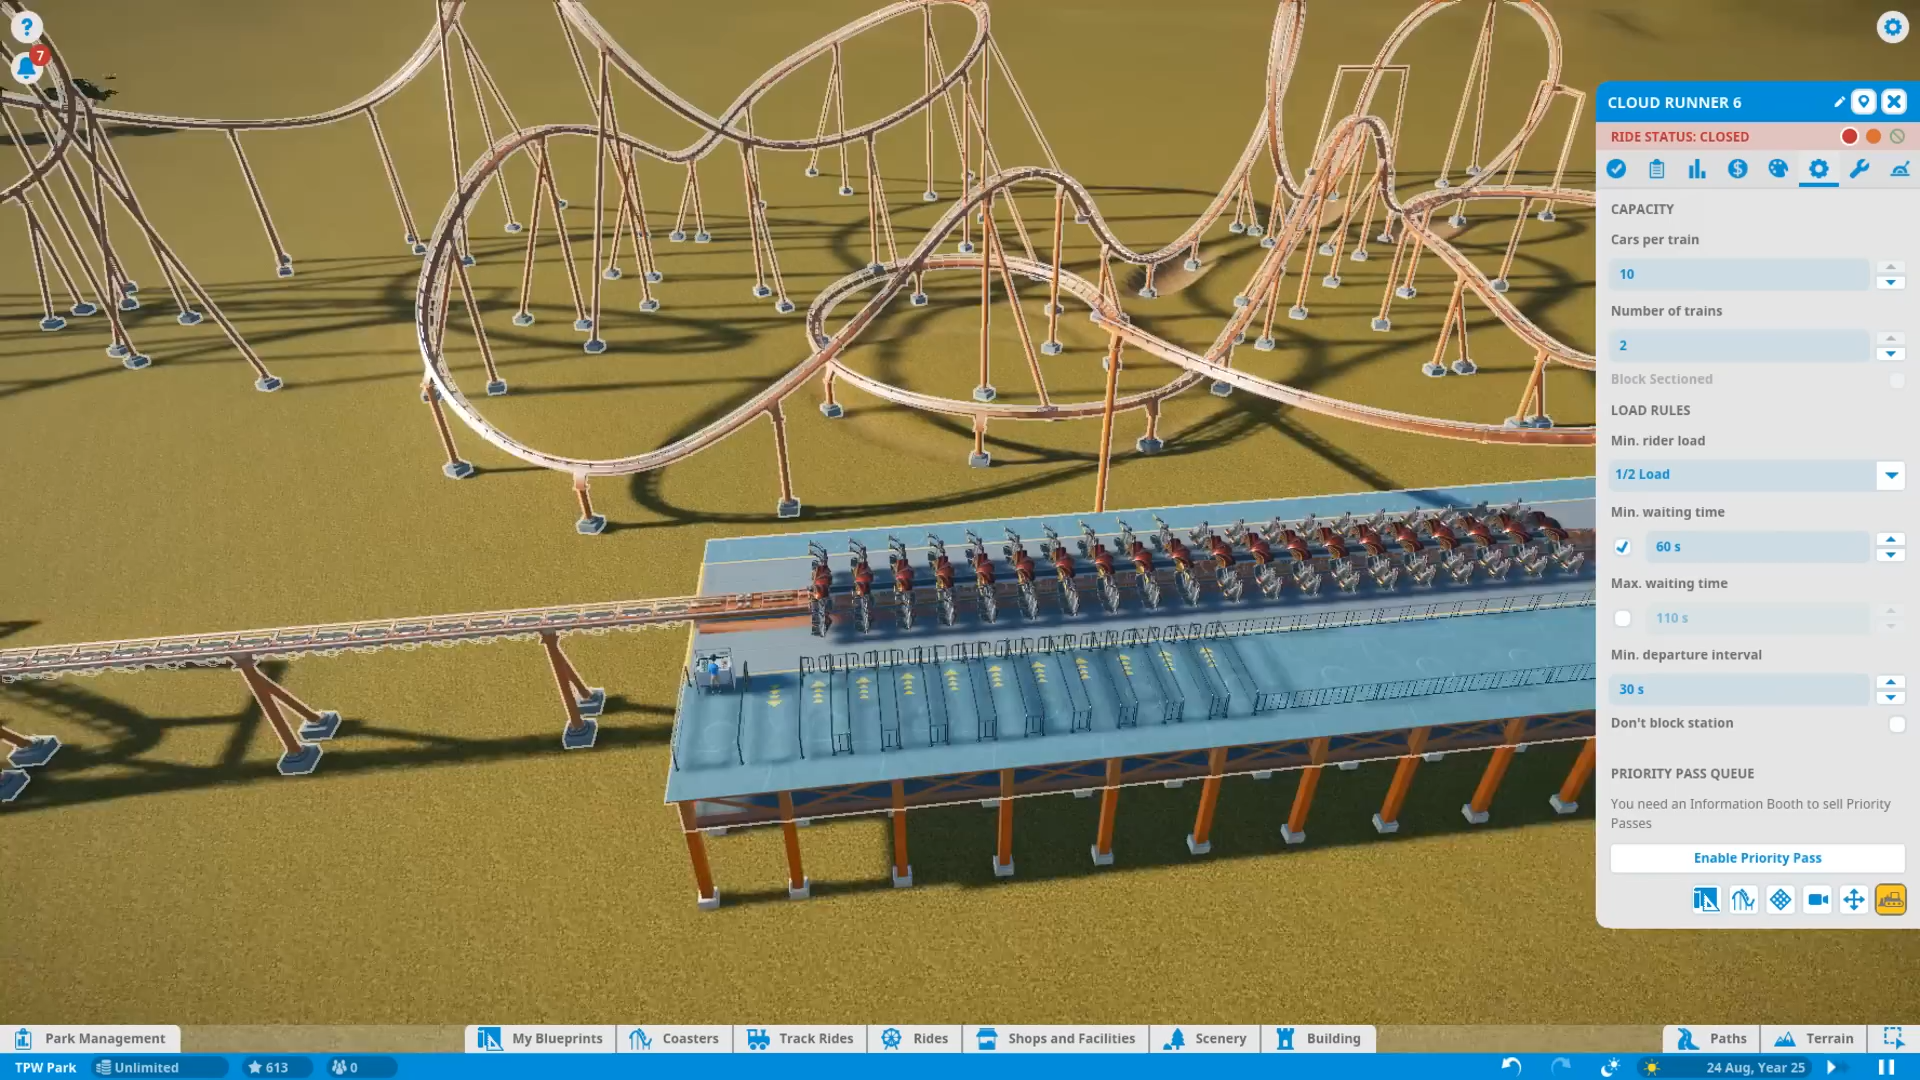 ?
7
CLOUD RUNNER 6
RIDE STATUS: CLOSED
CAPACITY
Cars per train
10
Number of trains
2
Block Sectioned
LOAD RULES
Min. rider load
1/2 Load
Min. waiting time
60 s
Max. waiting time
110 s
Min. departure interval
30 s
Don't block station
PRIORITY PASS QUEUE
You need an Information Booth to sell Priority
Passes
Enable Priority Pass
Park Management
My Blueprints
Coasters
Track Rides
Rides
Shops and Facilities
Scenery
Building
Paths
Terrain
TPW Park
Unlimited
613
0
24 Aug, Year 25